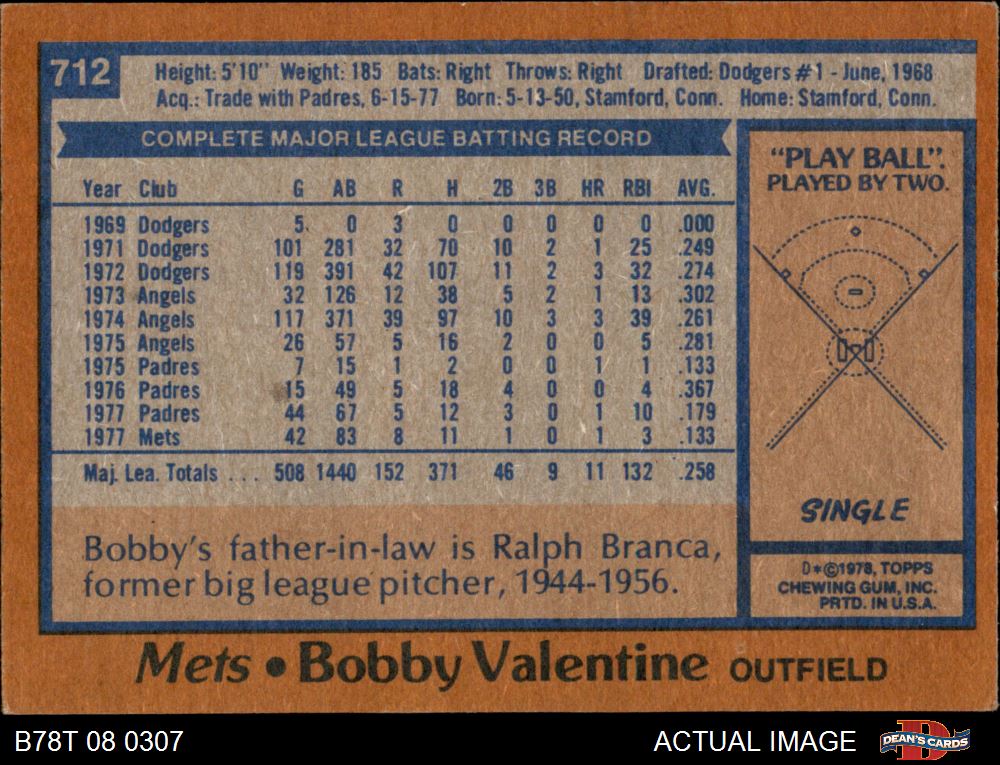 712
Height: 5'10" Weight: 185 Bats: Right Throws: Right Drafted: Dodgers #1 - June, 1968
Acq.: Trade with Padres, 6-15-77 Born: 5-13-50, Stamford, Conn. Home: Stamford, Conn.
COMPLETE MAJOR LEAGUE BATTING RECORD
Year Club G AB R H 2B 3B HR RBI AVG.
1969 Dodgers 5 0 3 0 0 0 0 0 .000
1971 Dodgers 101 281 32 70 10 2 1 25 .249
1972 Dodgers 119 391 42 107 11 2 3 32 .274
1973 Angels 32 126 12 38 5 2 1 13 .302
1974 Angels 117 371 39 97 10 3 3 39 .261
1975 Angels 26 57 5 16 2 0 0 5 .281
1975 Padres 7 15 1 2 0 0 1 1 .133
1976 Padres 15 49 5 18 4 0 0 4 .367
1977 Padres 44 67 5 12 3 0 1 10 .179
1977 Mets 42 83 8 11 1 0 1 3 .133
Maj. Lea. Totals ... 508 1440 152 371 46 9 11 132 .258
Bobby's father-in-law is Ralph Branca,
former big league pitcher, 1944-1956.
"PLAY BALL".
PLAYED BY TWO.
SINGLE
D*©1978, TOPPS
CHEWING GUM, INC.
PRTD. IN U.S.A.
Mets • Bobby Valentine OUTFIELD
B78T 08 0307
ACTUAL IMAGE
D
DEAN'S CARDS